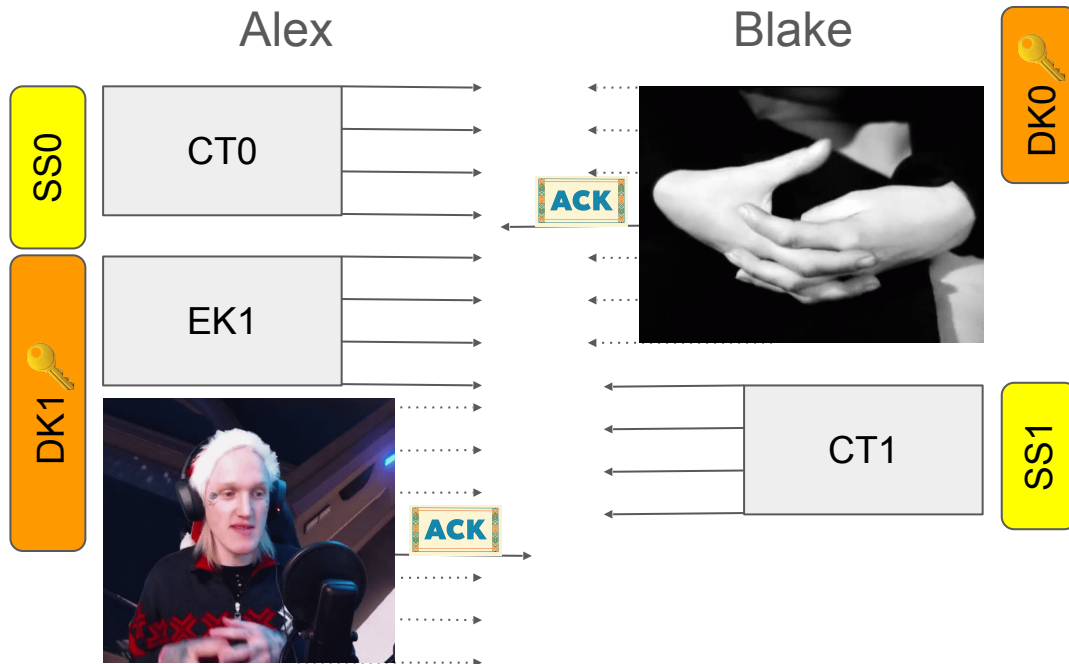 Alex
Blake
SS0
CT0
DK0
ACK
EK1
DK1
CT1
SS1
ACK